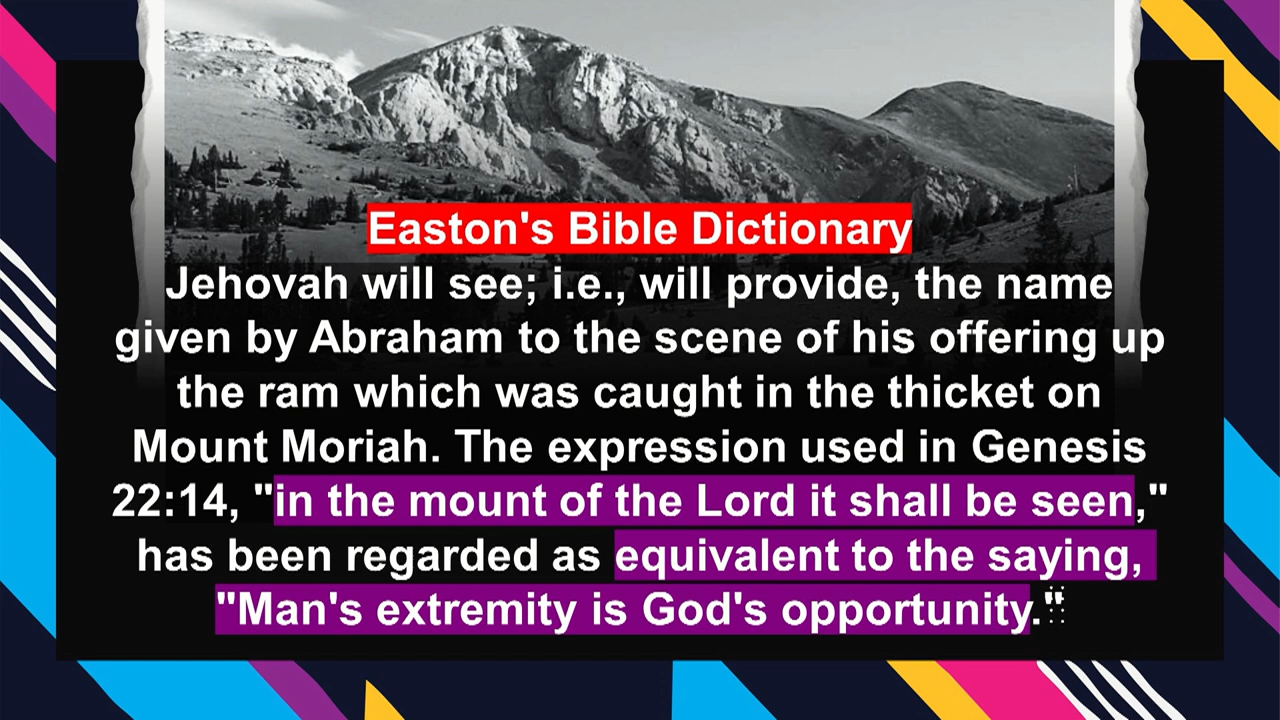 Easton's Bible Dictionary
Jehovah will see; i.e., will provide, the name
given by Abraham to the scene of his offering up
the ram which was caught in the thicket on
Mount Moriah. The expression used in Genesis
22:14, "in the mount of the Lord it shall be seen,"
has been regarded as equivalent to the saying,
"Man's extremity is God's opportunity."